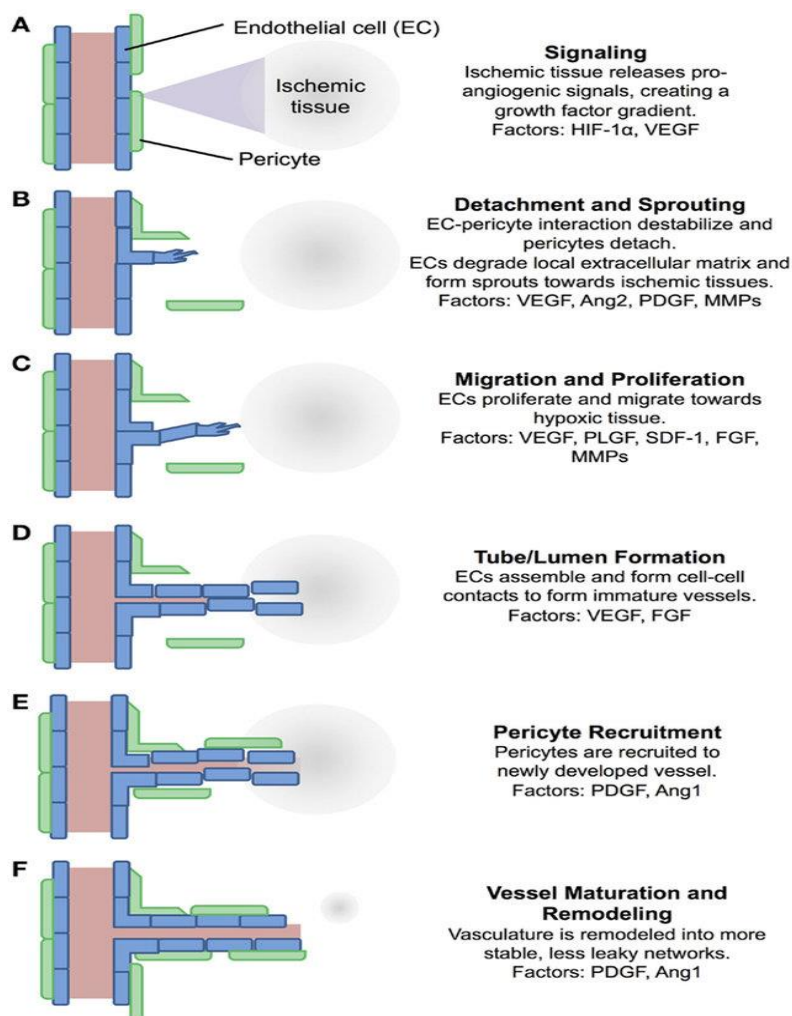 A
Endothelial cell (EC)
Ischemic
tissue
Pericyte
Signaling
Ischemic tissue releases pro-
angiogenic signals, creating a
growth factor gradient.
Factors: HIF-1α, VEGF
B
Detachment and Sprouting
EC-pericyte interaction destabilize and
pericytes detach.
ECs degrade local extracellular matrix and
form sprouts towards ischemic tissues.
Factors: VEGF, Ang2, PDGF, MMPs
C
Migration and Proliferation
ECs proliferate and migrate towards
hypoxic tissue.
Factors: VEGF, PLGF, SDF-1, FGF,
MMPs
D
Tube/Lumen Formation
ECs assemble and form cell-cell
contacts to form immature vessels.
Factors: VEGF, FGF
E
Pericyte Recruitment
Pericytes are recruited to
newly developed vessel.
Factors: PDGF, Ang1
F
Vessel Maturation and
Remodeling
Vasculature is remodeled into more
stable, less leaky networks.
Factors: PDGF, Ang1